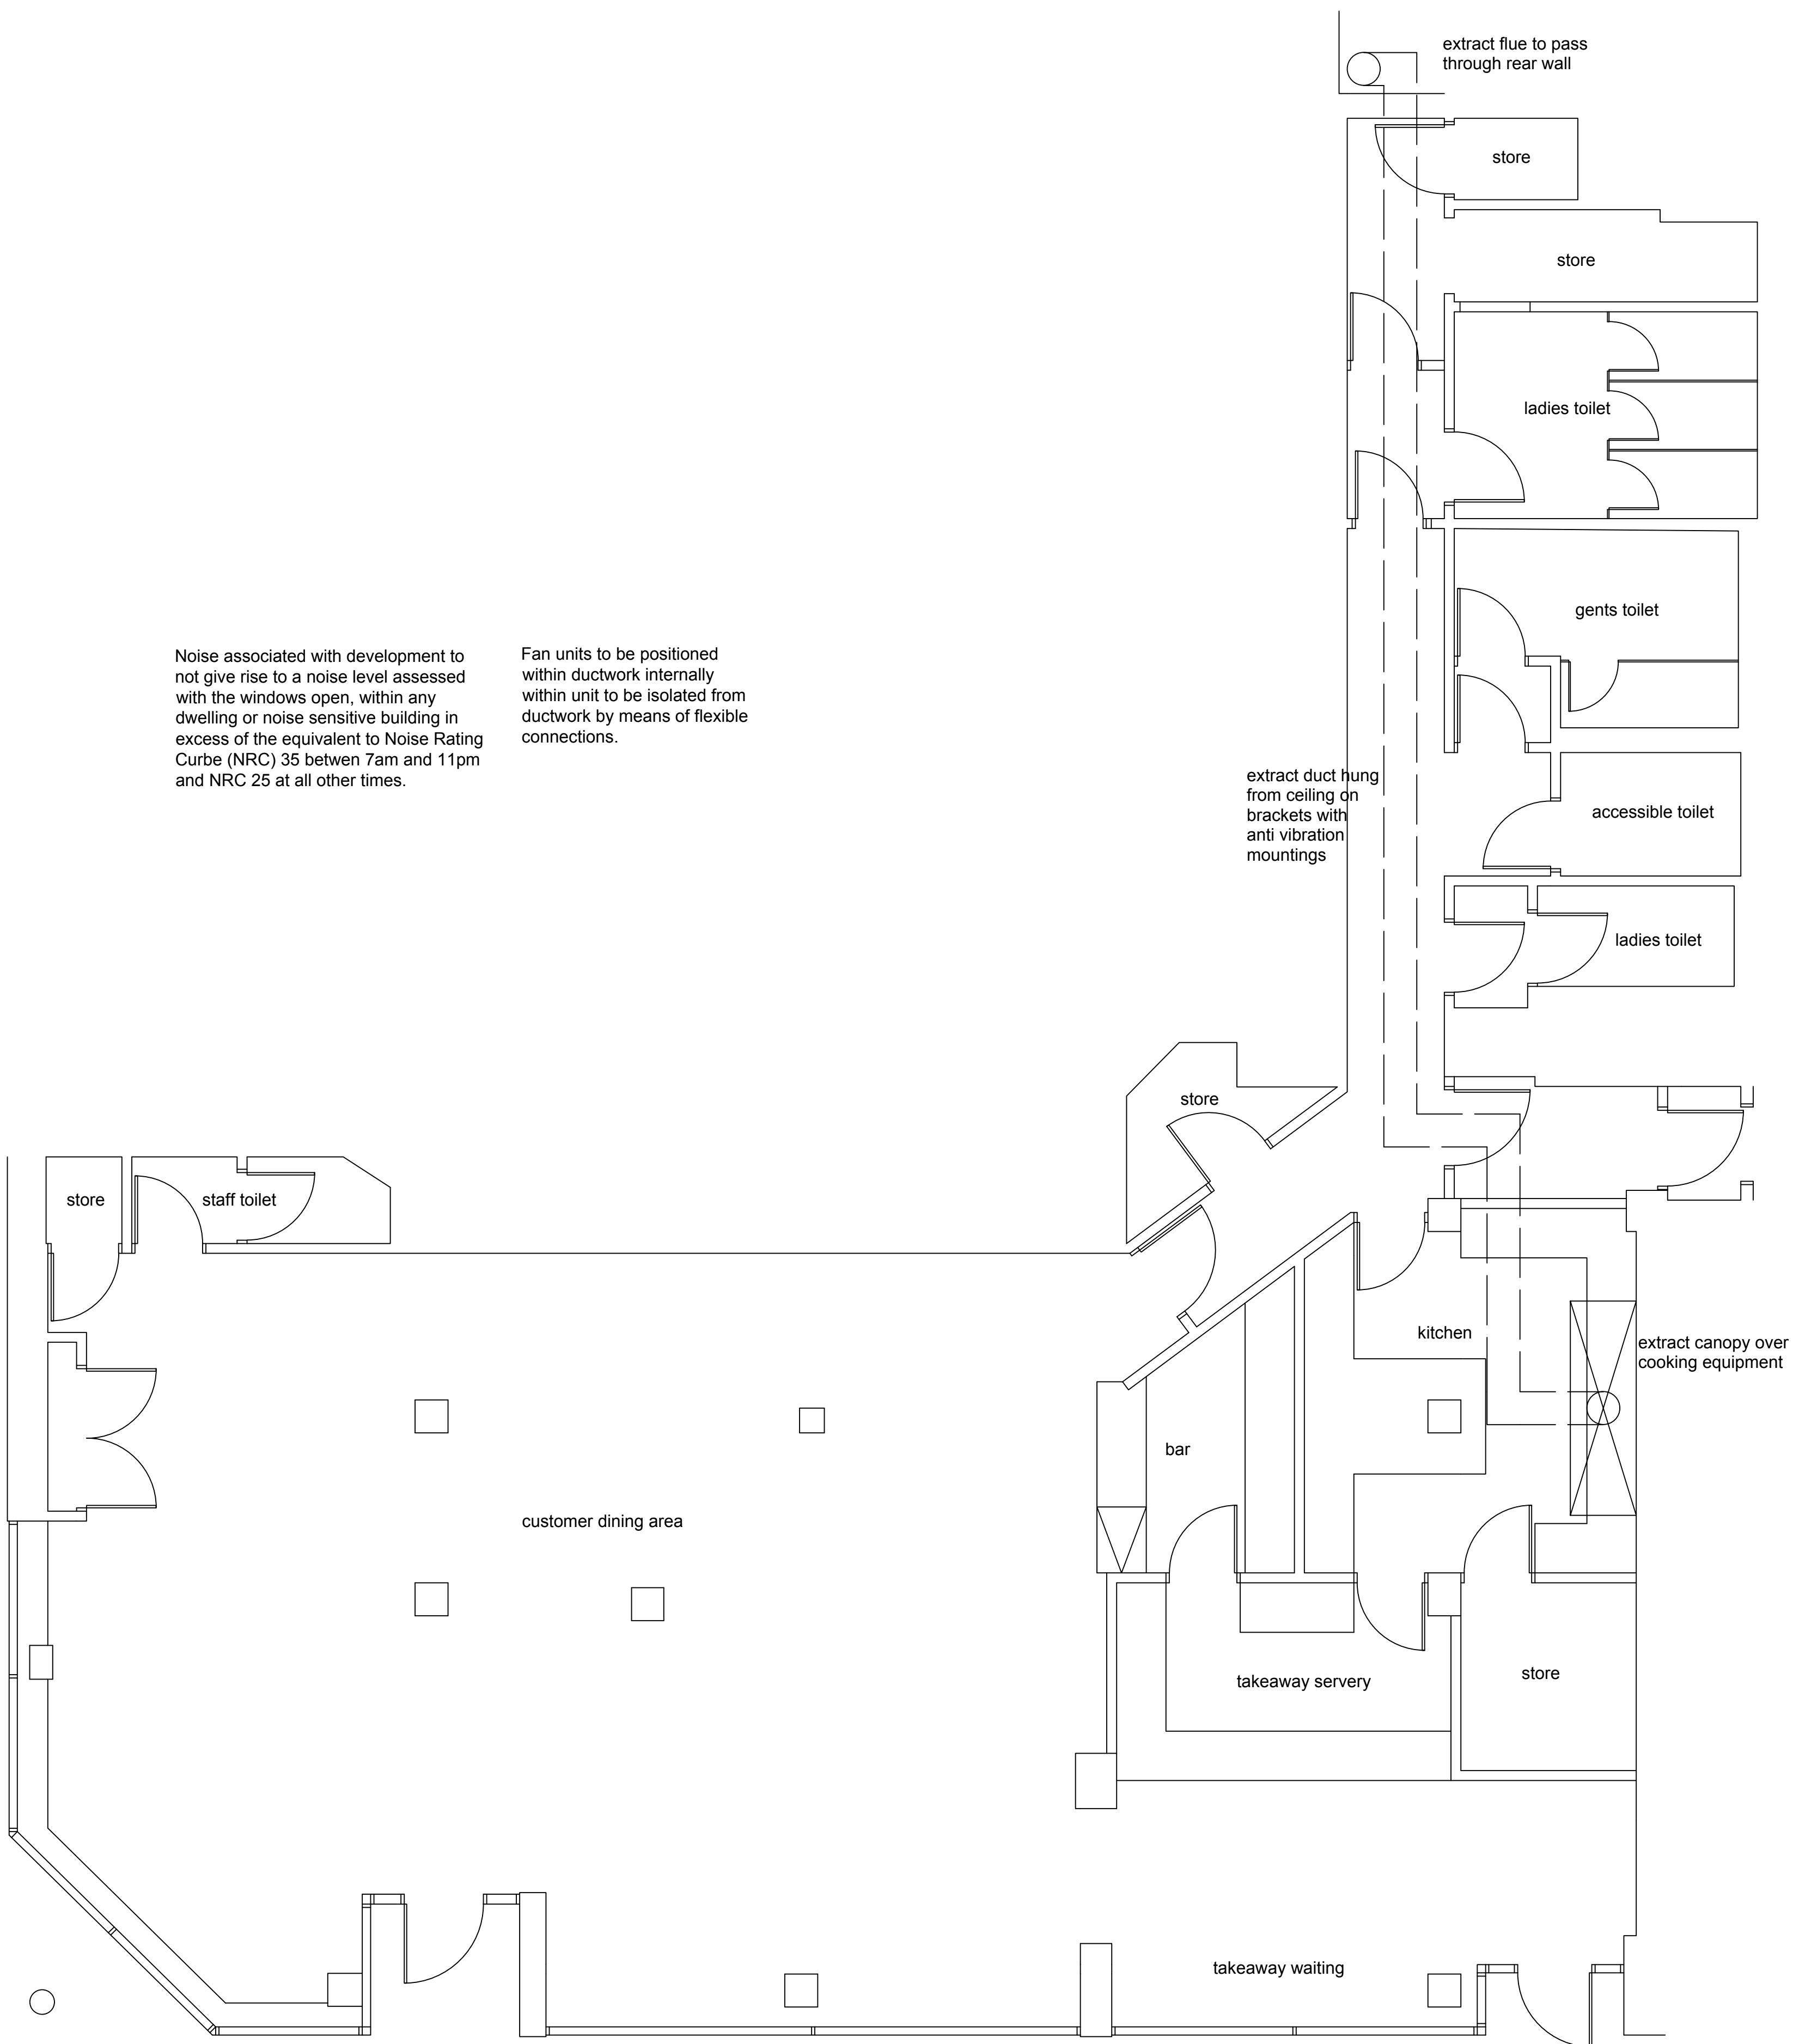 extract flue to pass
through rear wall
store
store
ladies toilet
gents toilet
Noise associated with development to
not give rise to a noise level assessed
with the windows open, within any
dwelling or noise sensitive building in
excess of the equivalent to Noise Rating
Curbe (NRC) 35 betwen 7am and 11pm
and NRC 25 at all other times.
Fan units to be positioned
within ductwork internally
within unit to be isolated from
ductwork by means of flexible
connections.
extract duct hung
from ceiling on
brackets with
anti vibration
mountings
accessible toilet
ladies toilet
store
store
staff toilet
kitchen
extract canopy over
cooking equipment
bar
customer dining area
takeaway servery
store
takeaway waiting